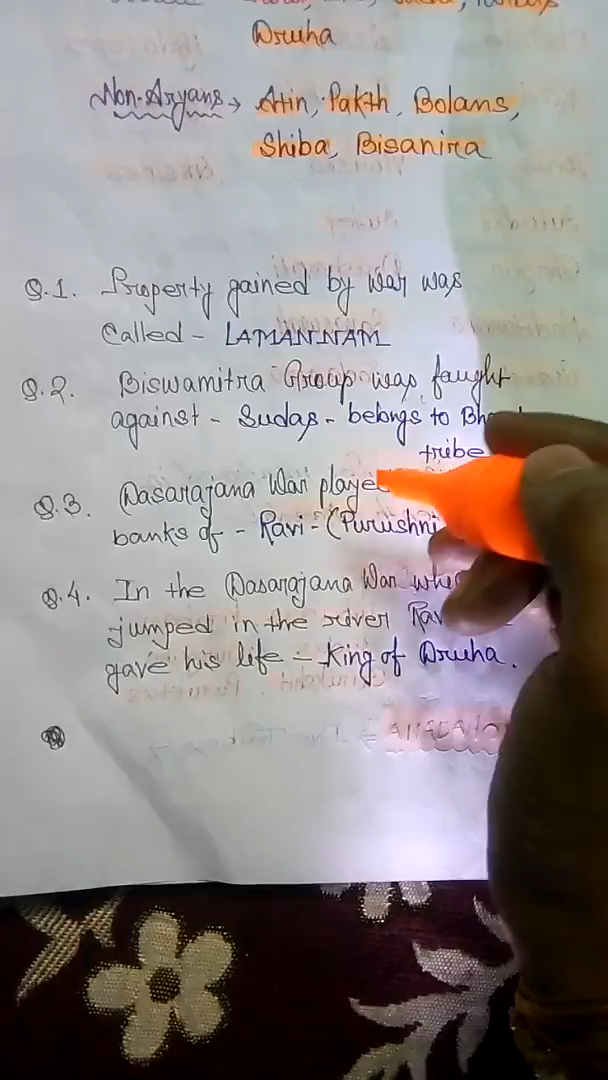 Druha
Non-Aryans → Atin, Pakth, Bolans,
Shiba, Bisanira
Q.1. Property gained by war was
Called - LAMANNAM
Q.2. Biswamitra Group was faught
against - Sudas - belongs to
tribe
Q.3. Dasarajana War
banks of - Ravi - (Purushni
Q.4. In the Dasarajana War
jumped in the river
gave his life - King of Druha.